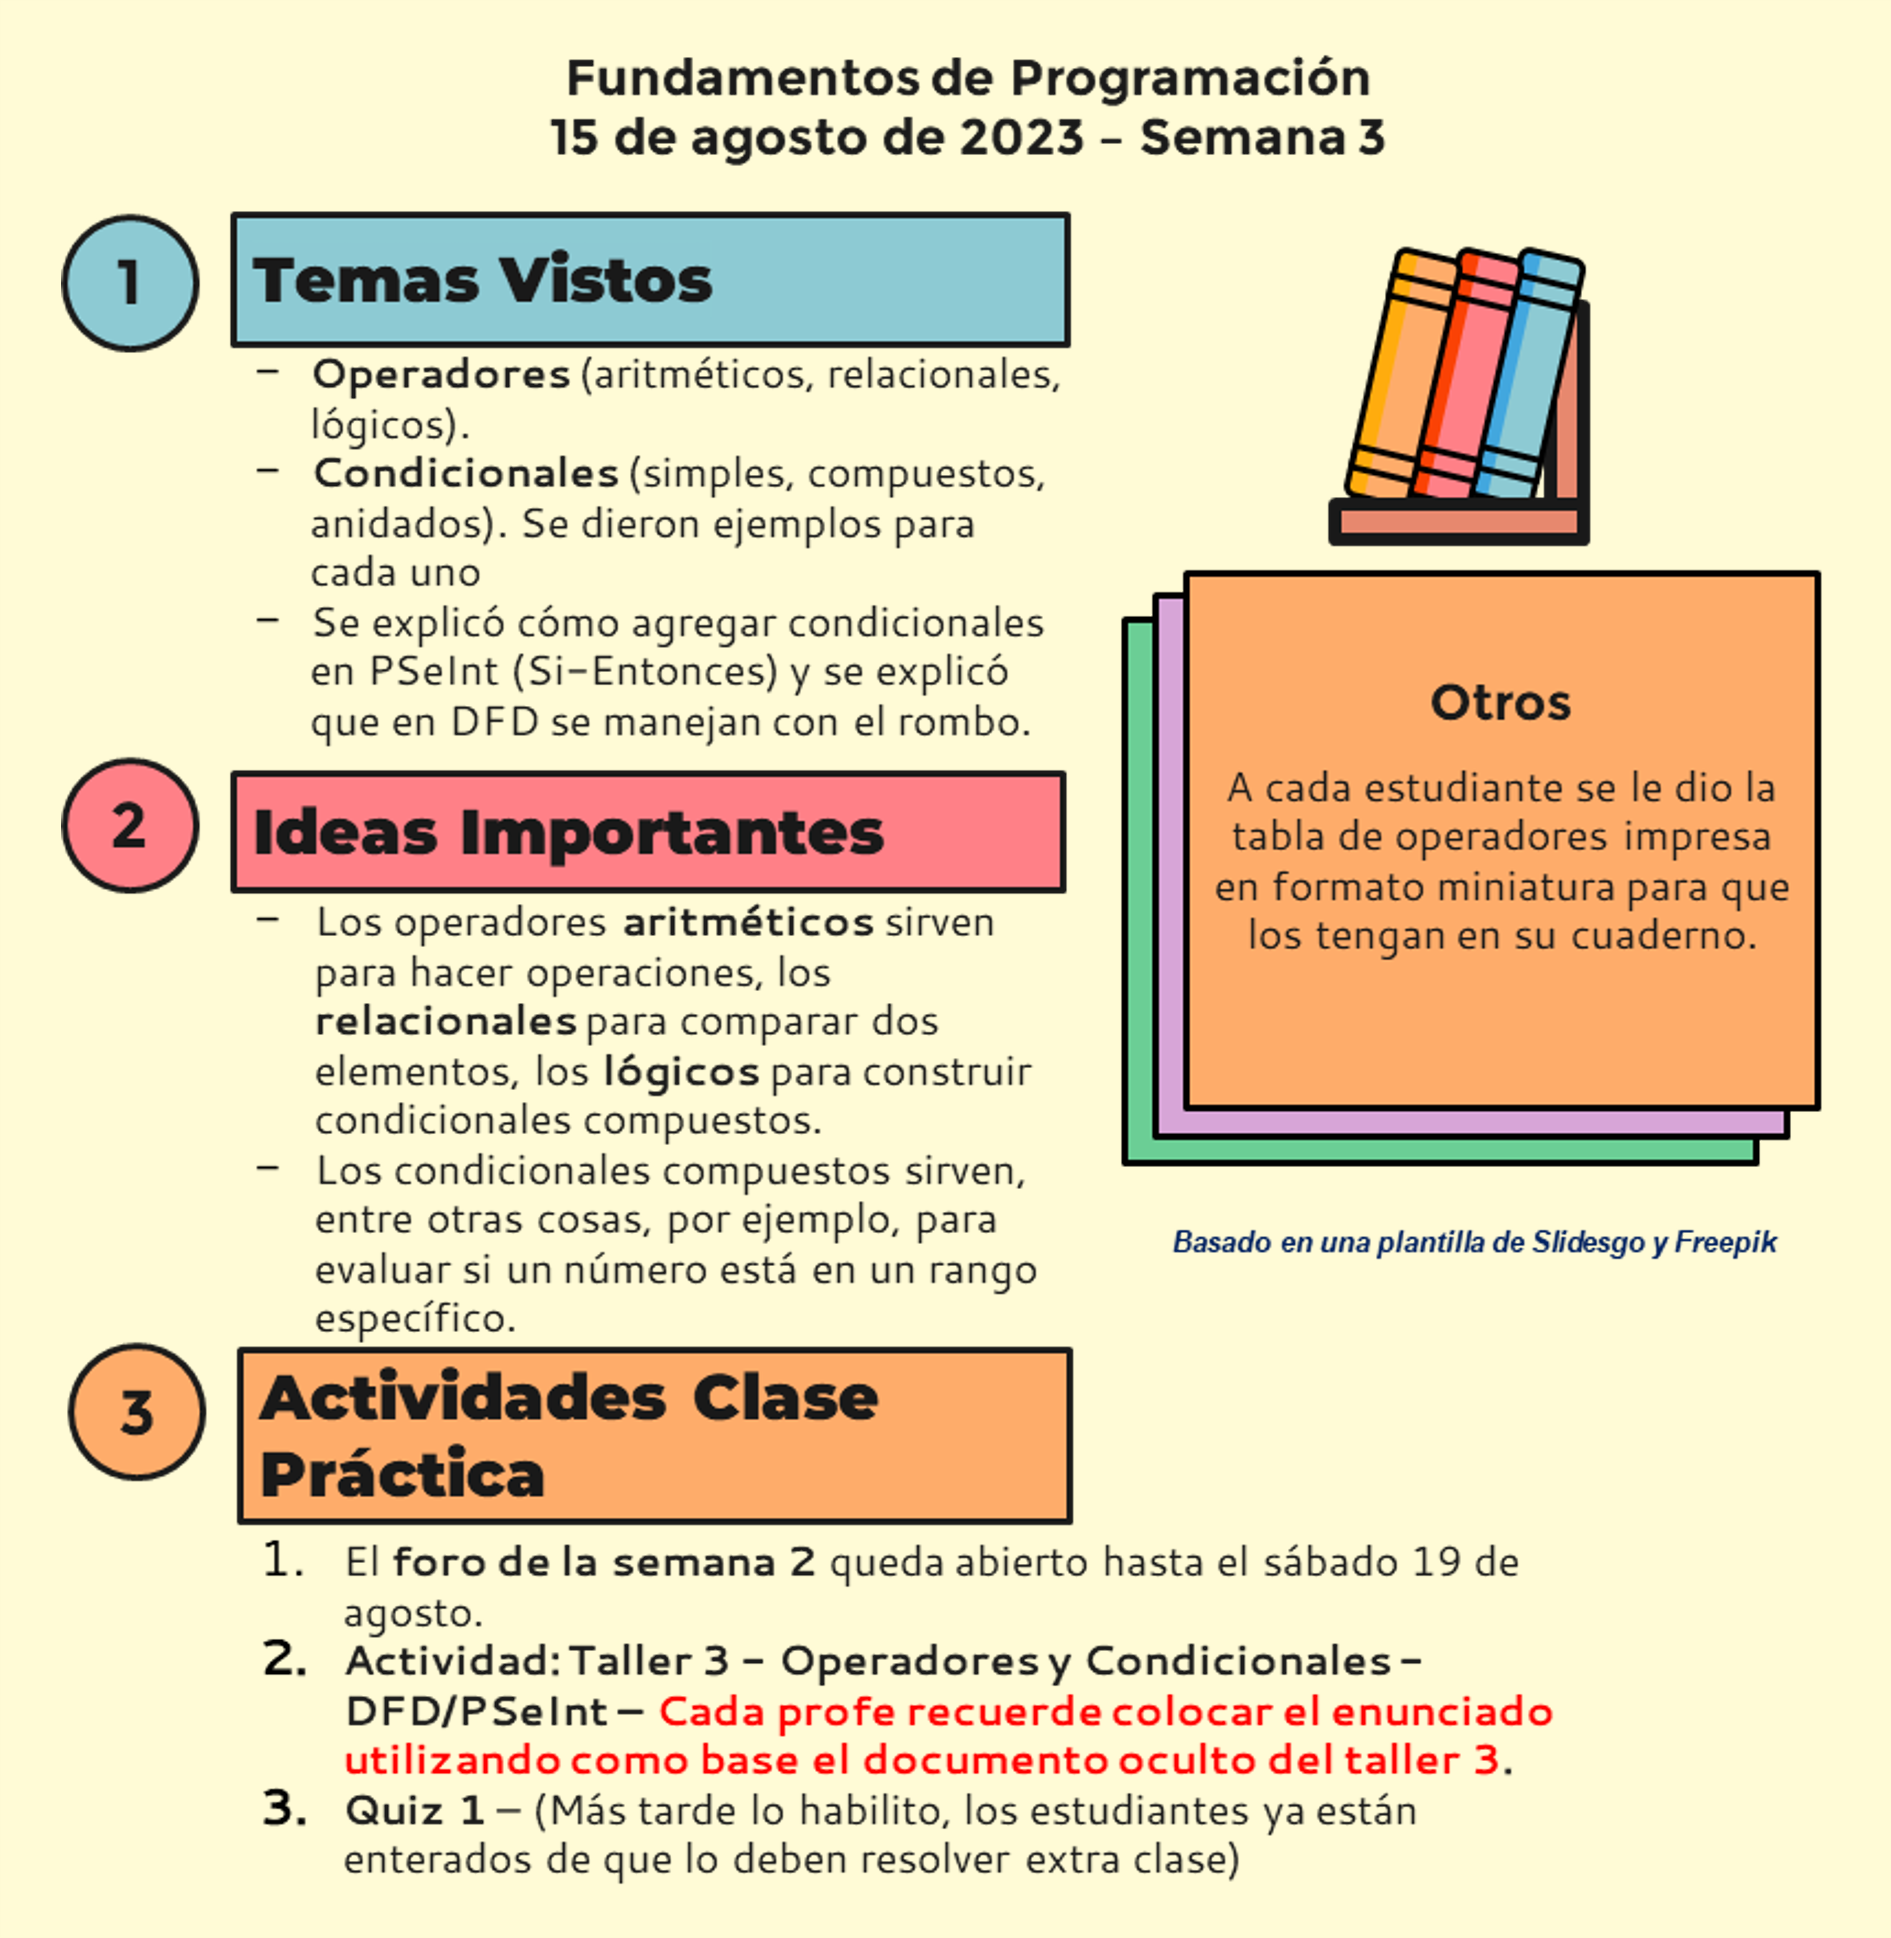 Fundamentos de Programación
15 de agosto de 2023 – Semana 3
1
Temas Vistos
– Operadores (aritméticos, relacionales,
lógicos).
– Condicionales (simples, compuestos,
anidados). Se dieron ejemplos para
cada uno
– Se explicó cómo agregar condicionales
en PSeInt (Si-Entonces) y se explicó
que en DFD se manejan con el rombo.
2
Ideas Importantes
– Los operadores aritméticos sirven
para hacer operaciones, los
relacionales para comparar dos
elementos, los lógicos para construir
condicionales compuestos.
– Los condicionales compuestos sirven,
entre otras cosas, por ejemplo, para
evaluar si un número está en un rango
específico.
Otros
A cada estudiante se le dio la
tabla de operadores impresa
en formato miniatura para que
los tengan en su cuaderno.
Basado en una plantilla de Slidesgo y Freepik
3
Actividades Clase
Práctica
1. El foro de la semana 2 queda abierto hasta el sábado 19 de
agosto.
2. Actividad: Taller 3 – Operadores y Condicionales –
DFD/PSeInt – Cada profe recuerde colocar el enunciado
utilizando como base el documento oculto del taller 3.
3. Quiz 1 – (Más tarde lo habilito, los estudiantes ya están
enterados de que lo deben resolver extra clase)